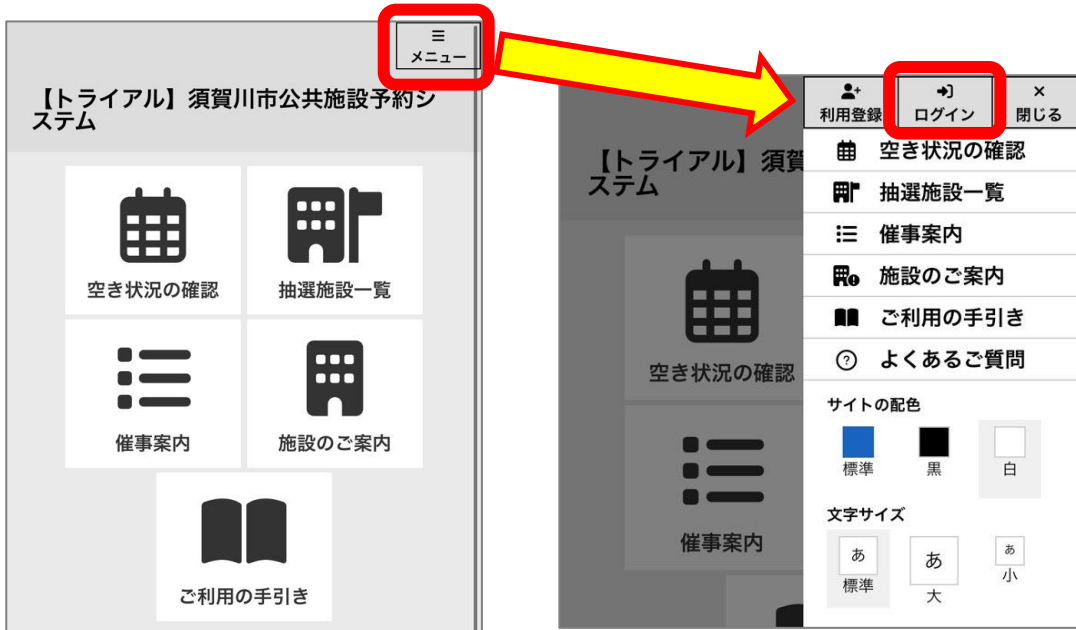 メニュー
【トライアル】須賀川市公共施設予約シ
ステム
空き状況の確認
抽選施設一覧
催事案内
施設のご案内
ご利用の手引き
【トライアル】須賀
ステム
空き状況の確認
催事案内
利用登録
ログイン
閉じる
空き状況の確認
抽選施設一覧
催事案内
施設のご案内
ご利用の手引き
よくあるご質問
サイトの配色
標準
黒
白
文字サイズ
あ
標準
あ
大
あ
小